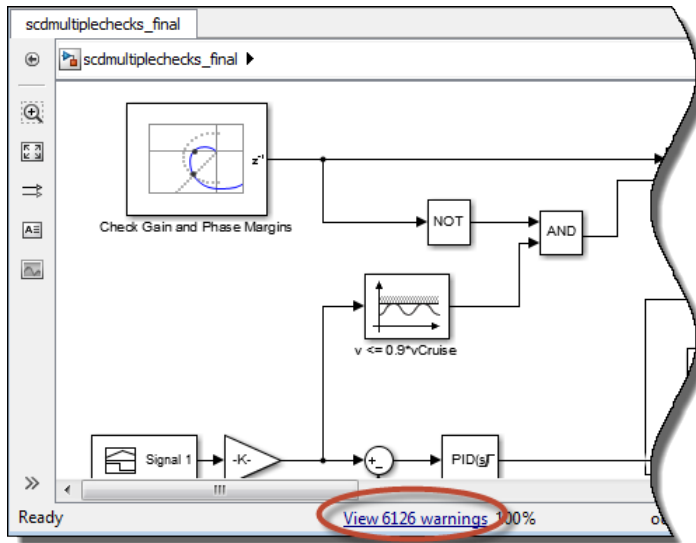 scdmultiplechecks_final
scdmultiplechecks_final
z⁻¹
Check Gain and Phase Margins
NOT
AND
v <= 0.9*vCruise
Signal 1
-K-
+
−
PID(s)
Ready
View 6126 warnings
100%